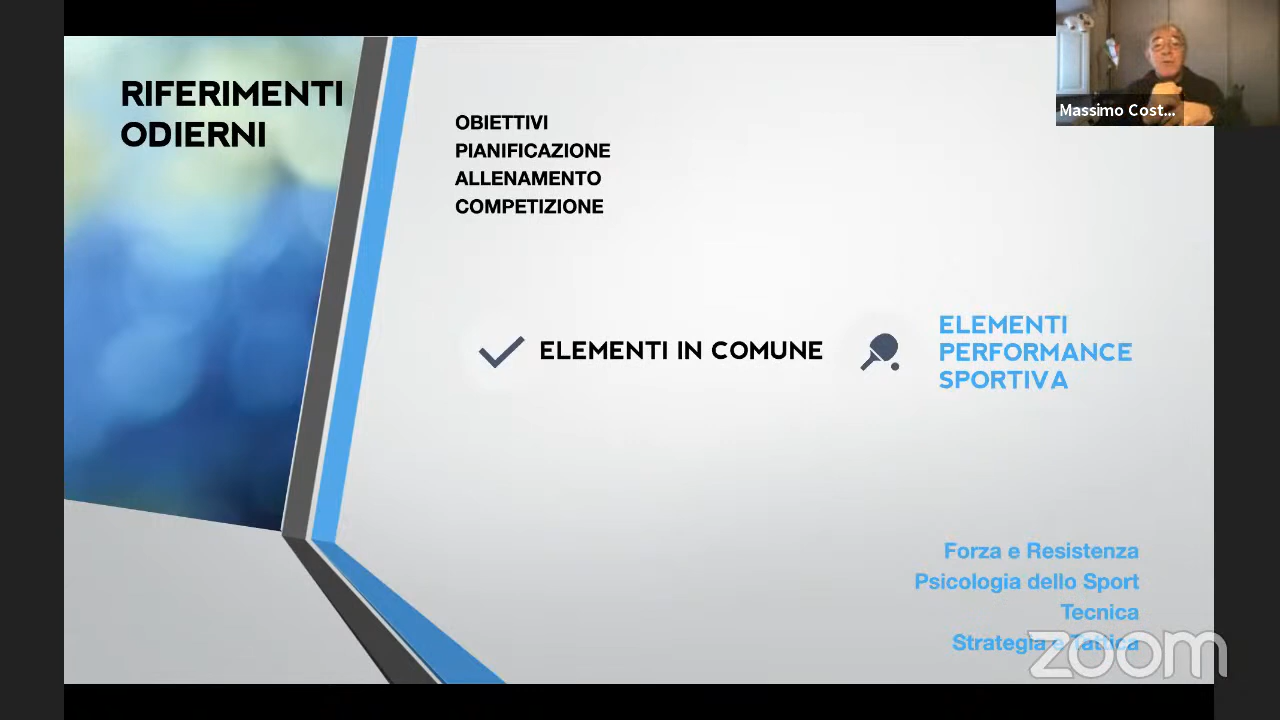 RIFERIMENTI
ODIERNI
Massimo Cost...
OBIETTIVI
PIANIFICAZIONE
ALLENAMENTO
COMPETIZIONE
ELEMENTI IN COMUNE
ELEMENTI
PERFORMANCE
SPORTIVA
Forza e Resistenza
Psicologia dello Sport
Tecnica
Strategia e Tattica
zoom